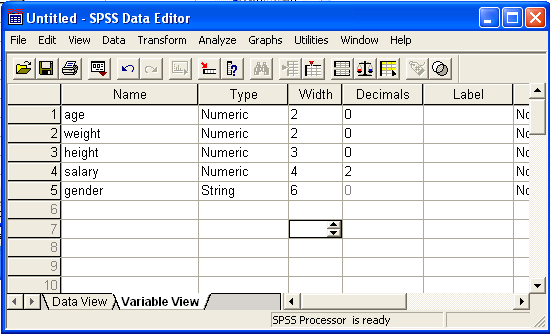 Untitled - SPSS Data Editor
File Edit View Data Transform Analyze Graphs Utilities Window Help
Name Type Width Decimals Label
1 age Numeric 2 0 No
2 weight Numeric 2 0 No
3 height Numeric 3 0 No
4 salary Numeric 4 2 No
5 gender String 6 0 No
6
7
8
9
10
Data View Variable View
SPSS Processor is ready